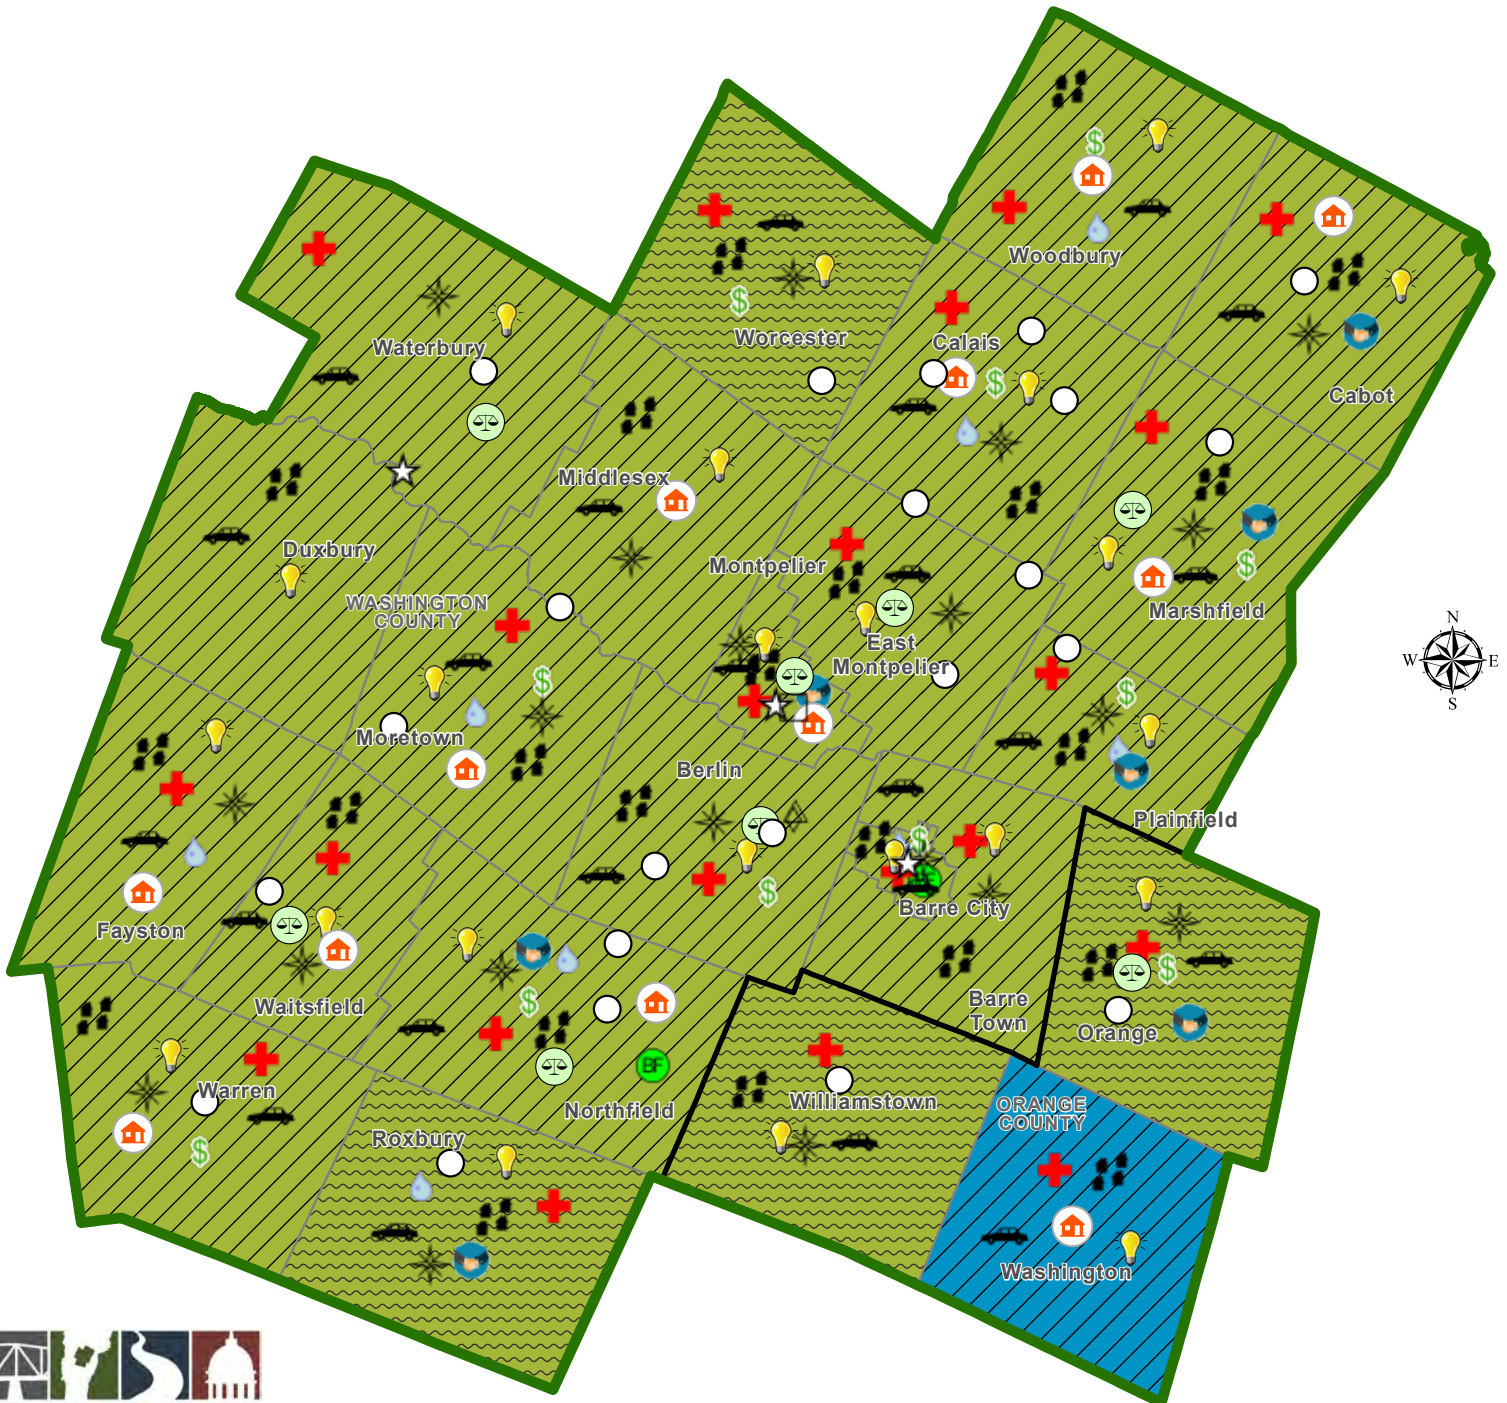 Woodbury
Worcester
Calais
Waterbury
Cabot
Middlesex
Duxbury
Montpelier
WASHINGTON
COUNTY
Marshfield
East
Montpelier
N
W
E
S
Moretown
Berlin
Plainfield
Barre City
Fayston
Waitsfield
Barre
Town
Orange
Warren
Northfield
BF
Williamstown
ORANGE
COUNTY
Roxbury
Washington
$
$
$
$
$
$
$
$
$
$
$